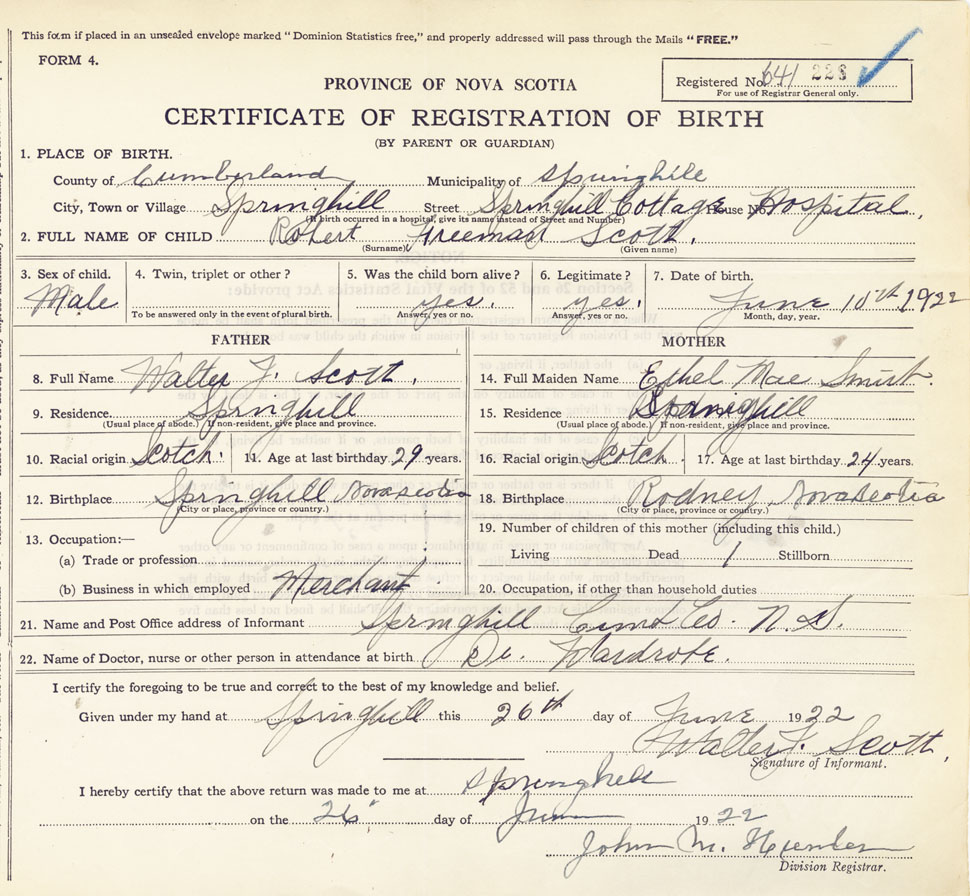 This form if placed in an unsealed envelope marked "Dominion Statistics free," and properly addressed will pass through the Mails "FREE."
FORM 4.
Registered No. 641 228
For use of Registrar General only.
PROVINCE OF NOVA SCOTIA
CERTIFICATE OF REGISTRATION OF BIRTH
(BY PARENT OR GUARDIAN)
1. PLACE OF BIRTH.
County of Cumberland Municipality of Springhill
City, Town or Village Springhill Street Springhill Cottage House No. Hospital.
(If birth occurred in a hospital, give its name instead of Street and Number)
2. FULL NAME OF CHILD Robert Freeman Scott.
(Surname) (Given name)
3. Sex of child. 4. Twin, triplet or other? 5. Was the child born alive? 6. Legitimate? 7. Date of birth.
Male yes. yes. June 10th 1922
To be answered only in the event of plural birth. Answer, yes or no. Answer, yes or no. Month, day, year.
FATHER
8. Full Name Walter F. Scott.
9. Residence. Springhill
(Usual place of abode.) If non-resident, give place and province.
10. Racial origin Scotch. 11. Age at last birthday 29 years.
12. Birthplace Springhill Nova Scotia
(City or place, province or country.)
13. Occupation:—
(a) Trade or profession
(b) Business in which employed Merchant
MOTHER
14. Full Maiden Name Ethel Mae Smith.
15. Residence Springhill
(Usual place of abode.) If non-resident, give place and province.
16. Racial origin Scotch. 17. Age at last birthday 24 years.
18. Birthplace Rodney Nova Scotia
(City or place, province or country.)
19. Number of children of this mother (including this child.)
Living Dead 1 Stillborn
20. Occupation, if other than household duties
21. Name and Post Office address of Informant Springhill Cumb Co. N.S.
22. Name of Doctor, nurse or other person in attendance at birth Dr. Wardrope.
I certify the foregoing to be true and correct to the best of my knowledge and belief.
Given under my hand at Springhill this 26th day of June 1922
Walter F. Scott.
Signature of Informant.
I hereby certify that the above return was made to me at Springhill
on the 26 day of June 1922
John M. Hunter
Division Registrar.